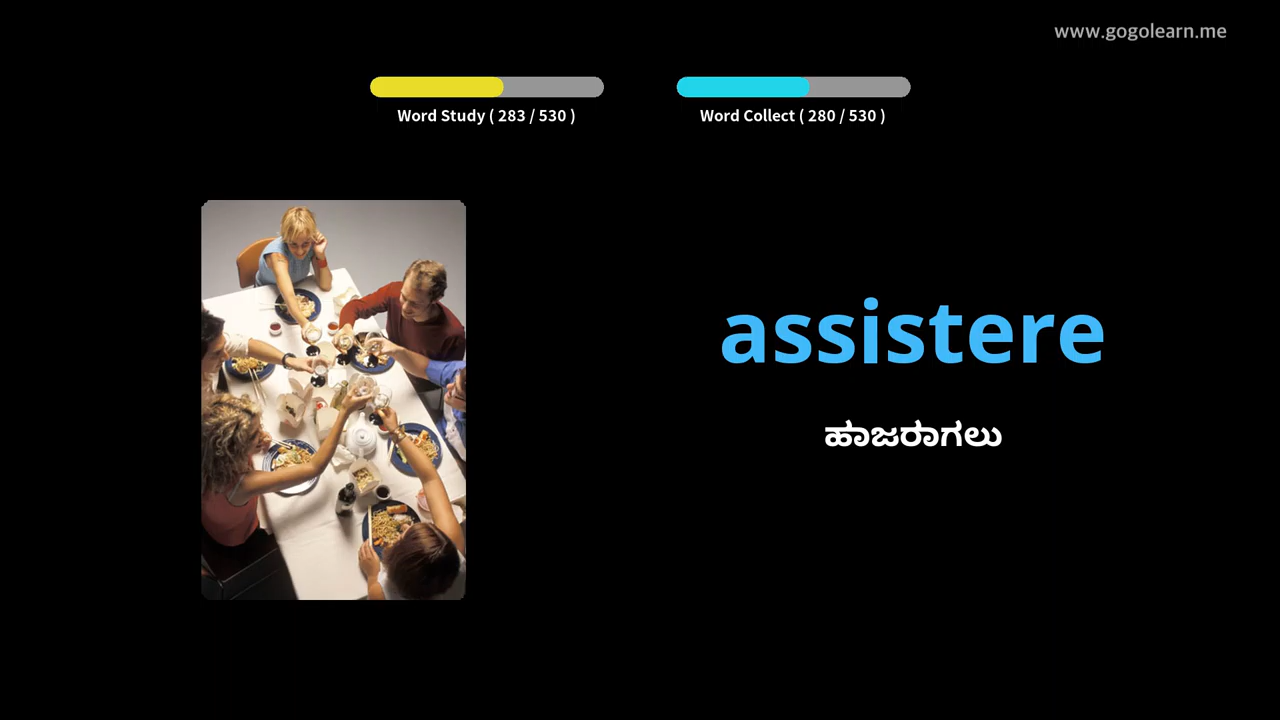 www.gogolearn.me
Word Study ( 283 / 530 )
Word Collect ( 280 / 530 )
assistere
ಹಾಜರಾಗಲು